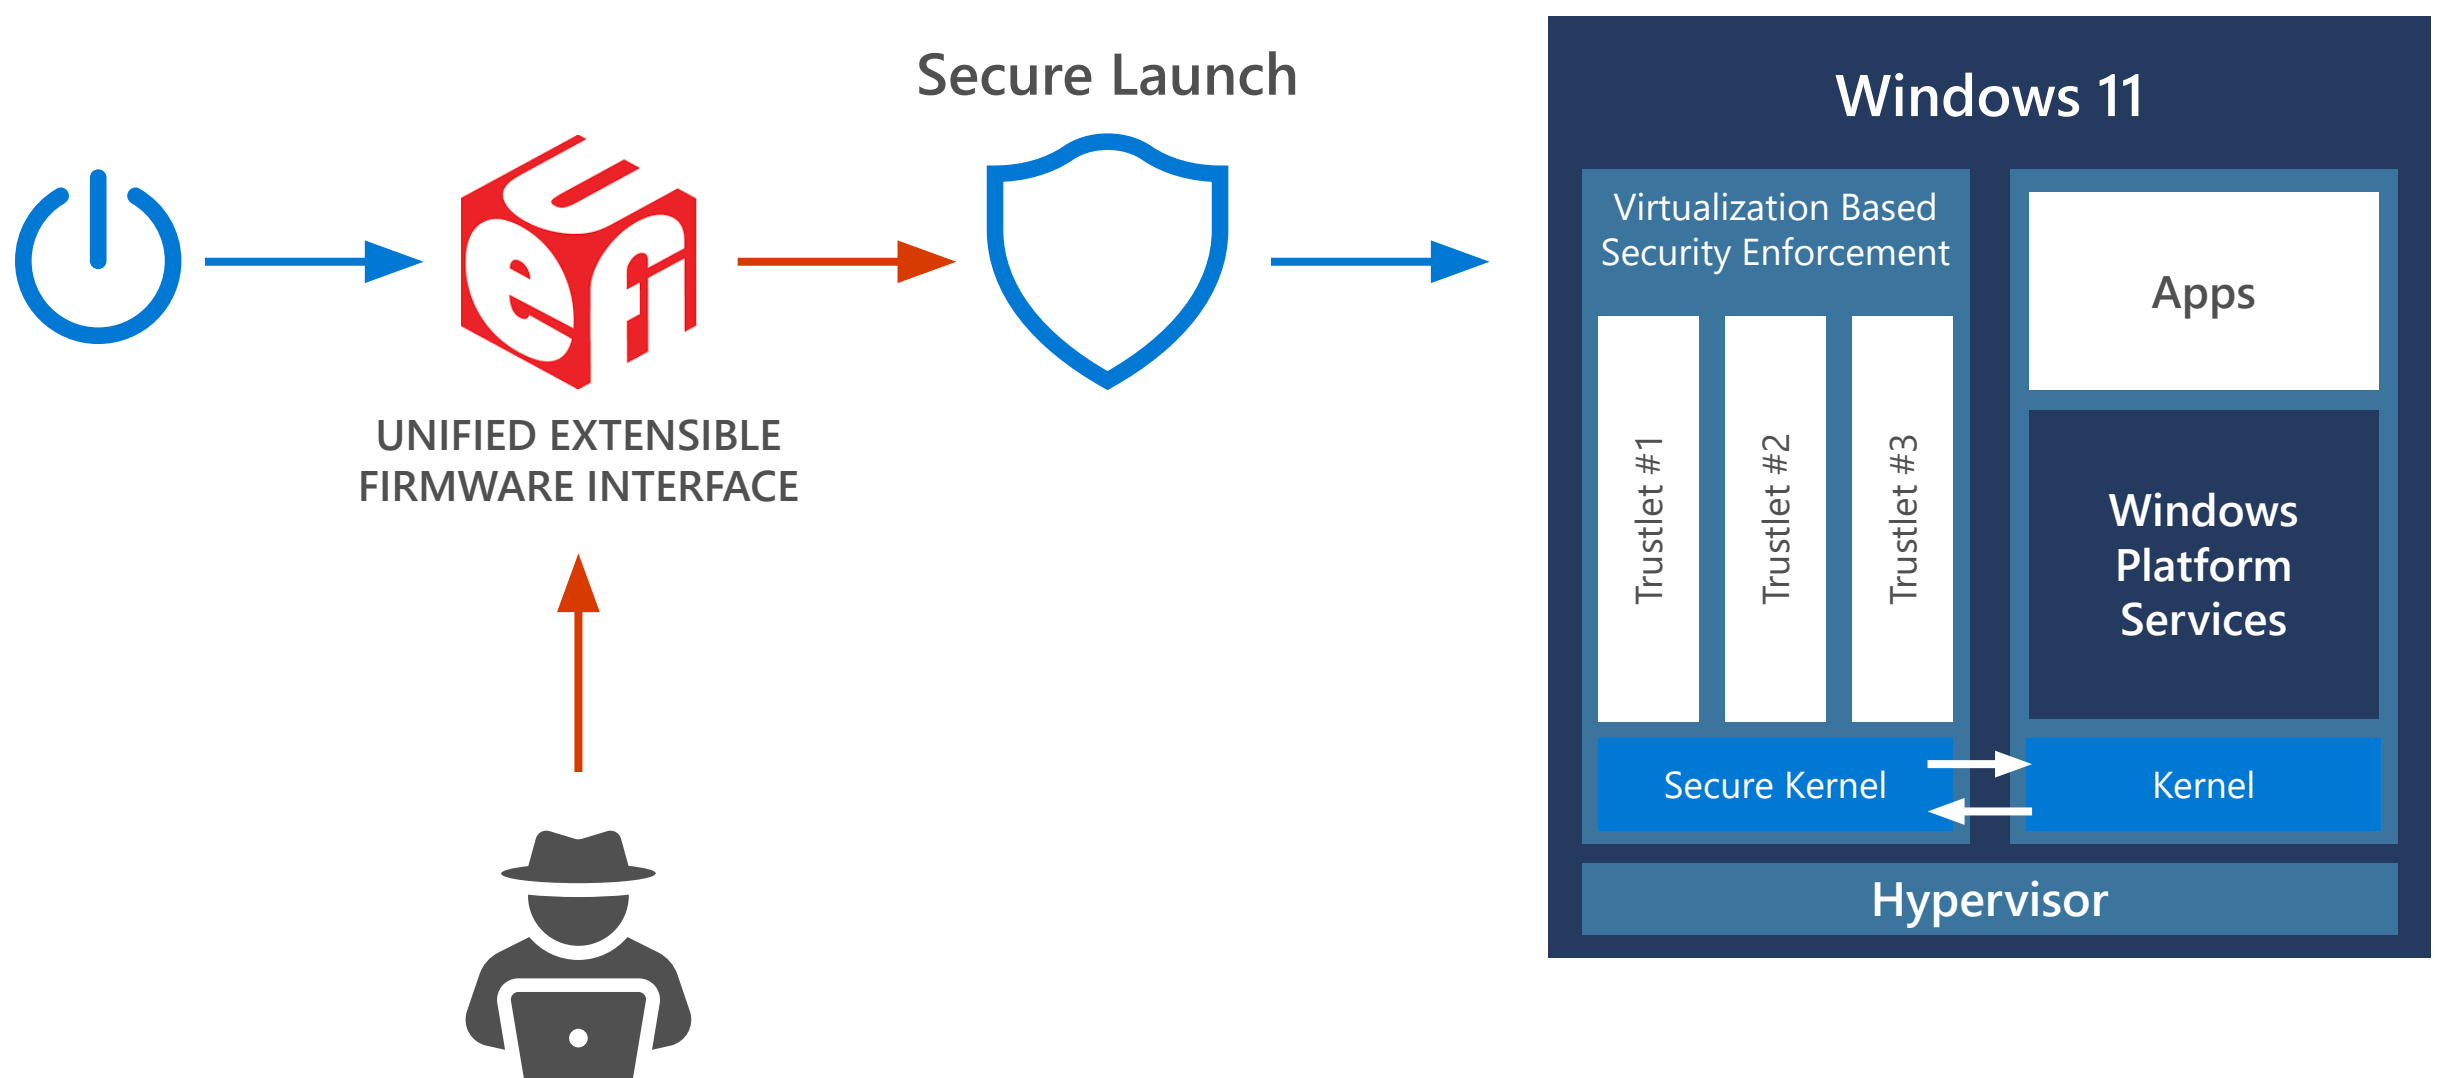 Secure Launch
UEFI
UNIFIED EXTENSIBLE
FIRMWARE INTERFACE
Windows 11
Virtualization Based
Security Enforcement
Trustlet #1
Trustlet #2
Trustlet #3
Secure Kernel
Apps
Windows
Platform
Services
Kernel
Hypervisor